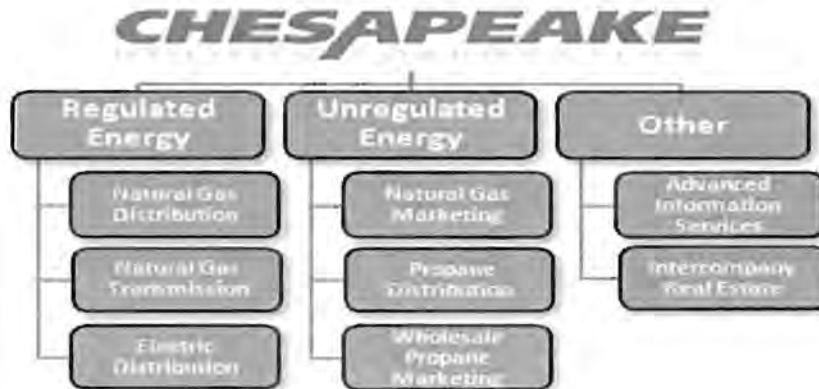 CHESAPEAKE
Regulated
Energy
Natural Gas
Distribution
Natural Gas
Transmission
Electric
Distribution
Unregulated
Energy
Natural Gas
Marketing
Propane
Distribution
Wholesale
Propane
Marketing
Other
Advanced
Information
Services
Intercompany
Real Estate